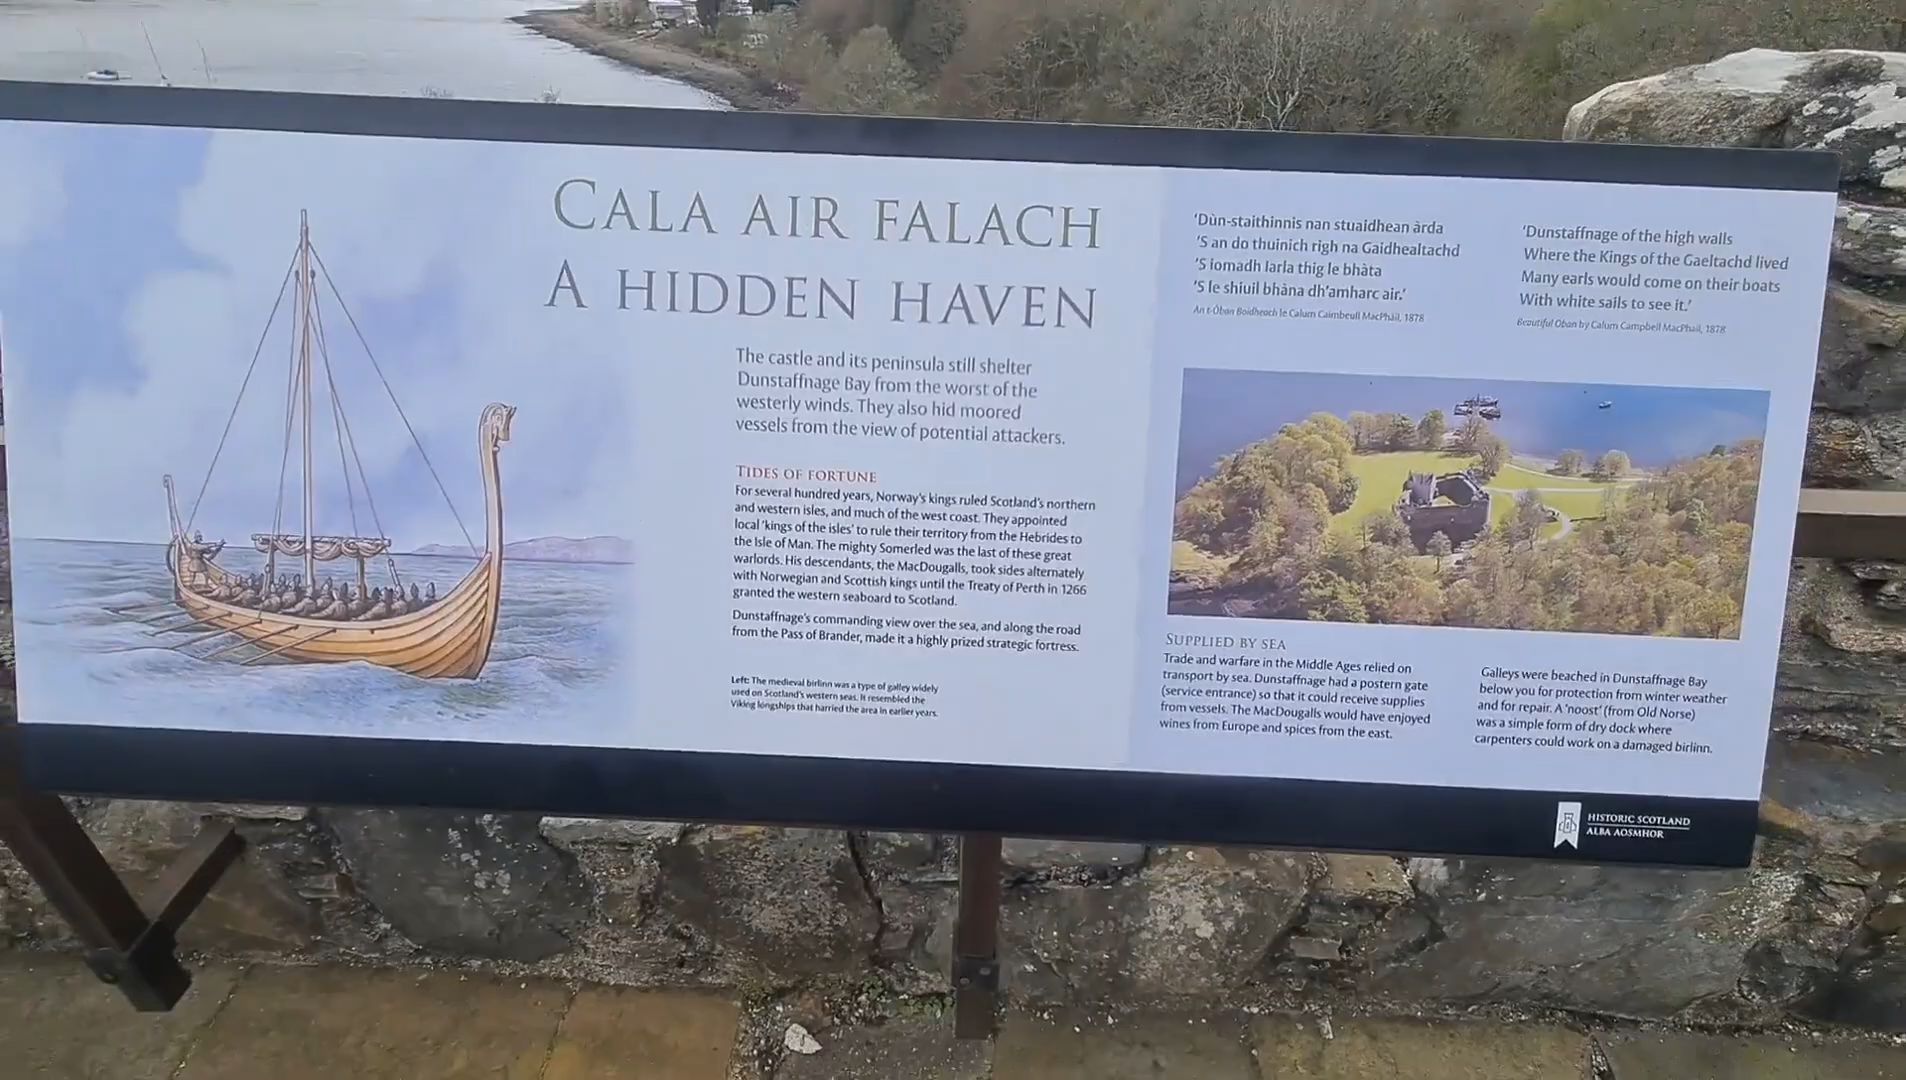 CALA AIR FALACH
A HIDDEN HAVEN
The castle and its peninsula still shelter
Dunstaffnage Bay from the worst of the
westerly winds. They also hid moored
vessels from the view of potential attackers.
TIDES OF FORTUNE
For several hundred years, Norway's kings ruled Scotland's northern
and western isles, and much of the west coast. They appointed
local 'kings of the isles' to rule their territory from the Hebrides to
the Isle of Man. The mighty Somerled was the last of these great
warlords. His descendants, the MacDougalls, took sides alternately
with Norwegian and Scottish kings until the Treaty of Perth in 1266
granted the western seaboard to Scotland.
Dunstaffnage's commanding view over the sea, and along the road
from the Pass of Brander, made it a highly prized strategic fortress.
Left: The medieval birlinn was a type of galley widely
used on Scotland's western seas. It resembled the
Viking longships that harried the area in earlier years.
'Dùn-staithinnis nan stuaidhean àrda
'S an do thuinich righ na Gaidhealtachd
'S iomadh Iarla thig le bhàta
'S le shiuil bhàna dh'amharc air.'
An t-Òban Boidheach le Calum Caimbeull MacPhàil, 1878
'Dunstaffnage of the high walls
Where the Kings of the Gaeltachd lived
Many earls would come on their boats
With white sails to see it.'
Beautiful Oban by Calum Campbell MacPhail, 1878
SUPPLIED BY SEA
Trade and warfare in the Middle Ages relied on
transport by sea. Dunstaffnage had a postern gate
(service entrance) so that it could receive supplies
from vessels. The MacDougalls would have enjoyed
wines from Europe and spices from the east.
Galleys were beached in Dunstaffnage Bay
below you for protection from winter weather
and for repair. A 'noost' (from Old Norse)
was a simple form of dry dock where
carpenters could work on a damaged birlinn.
HISTORIC SCOTLAND
ALBA AOSMHOR